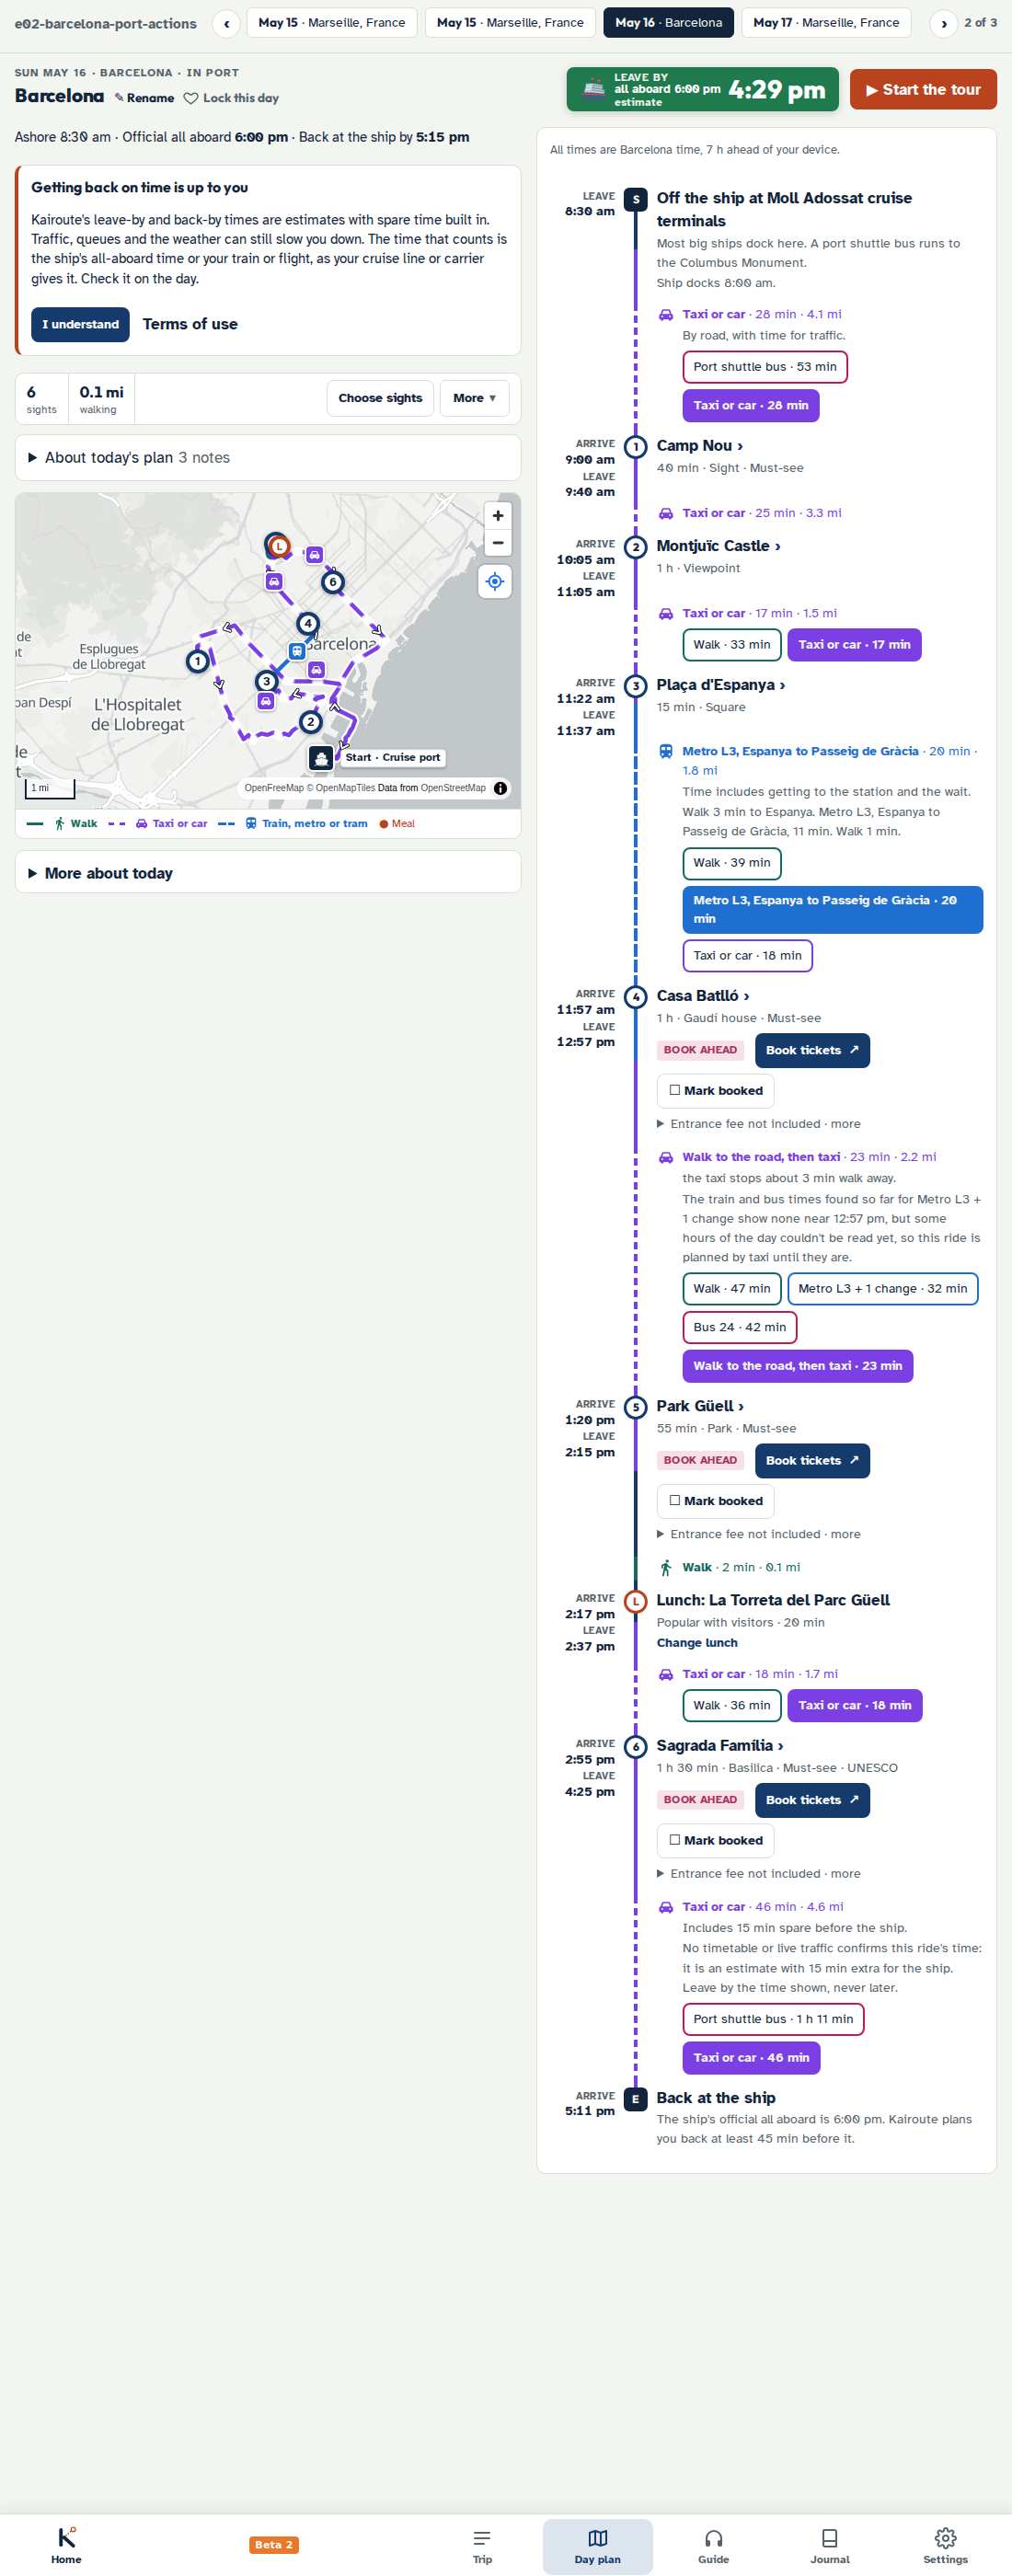 e02-barcelona-port-actions
‹
May 15 · Marseille, France
May 15 · Marseille, France
May 16 · Barcelona
May 17 · Marseille, France
›
2 of 3
SUN MAY 16 · BARCELONA · IN PORT
Barcelona
✎ Rename
Lock this day
LEAVE BY
all aboard 6:00 pm
estimate
4:29 pm
▶ Start the tour
Ashore 8:30 am · Official all aboard 6:00 pm · Back at the ship by 5:15 pm
Getting back on time is up to you
Kairoute's leave-by and back-by times are estimates with spare time built in.
Traffic, queues and the weather can still slow you down. The time that counts is
the ship's all-aboard time or your train or flight, as your cruise line or carrier
gives it. Check it on the day.
I understand
Terms of use
6
sights
0.1 mi
walking
Choose sights
More ▾
▶ About today's plan 3 notes
+
−
L
6
4
Barcelona
1
3
2
de
Esplugues
de Llobregat
oan Despí
L'Hospitalet
de Llobregat
Start · Cruise port
1 mi
OpenFreeMap © OpenMapTiles Data from OpenStreetMap
Walk
Taxi or car
Train, metro or tram
Meal
▶ More about today
All times are Barcelona time, 7 h ahead of your device.
LEAVE
8:30 am
S
Off the ship at Moll Adossat cruise
terminals
Most big ships dock here. A port shuttle bus runs to
the Columbus Monument.
Ship docks 8:00 am.
Taxi or car · 28 min · 4.1 mi
By road, with time for traffic.
Port shuttle bus · 53 min
Taxi or car · 28 min
ARRIVE
9:00 am
LEAVE
9:40 am
1
Camp Nou ›
40 min · Sight · Must-see
Taxi or car · 25 min · 3.3 mi
ARRIVE
10:05 am
LEAVE
11:05 am
2
Montjuïc Castle ›
1 h · Viewpoint
Taxi or car · 17 min · 1.5 mi
Walk · 33 min
Taxi or car · 17 min
ARRIVE
11:22 am
LEAVE
11:37 am
3
Plaça d'Espanya ›
15 min · Square
Metro L3, Espanya to Passeig de Gràcia · 20 min ·
1.8 mi
Time includes getting to the station and the wait.
Walk 3 min to Espanya. Metro L3, Espanya to
Passeig de Gràcia, 11 min. Walk 1 min.
Walk · 39 min
Metro L3, Espanya to Passeig de Gràcia · 20
min
Taxi or car · 18 min
ARRIVE
11:57 am
LEAVE
12:57 pm
4
Casa Batlló ›
1 h · Gaudí house · Must-see
BOOK AHEAD
Book tickets ↗
☐ Mark booked
▶ Entrance fee not included · more
Walk to the road, then taxi · 23 min · 2.2 mi
the taxi stops about 3 min walk away.
The train and bus times found so far for Metro L3 +
1 change show none near 12:57 pm, but some
hours of the day couldn't be read yet, so this ride is
planned by taxi until they are.
Walk · 47 min
Metro L3 + 1 change · 32 min
Bus 24 · 42 min
Walk to the road, then taxi · 23 min
ARRIVE
1:20 pm
LEAVE
2:15 pm
5
Park Güell ›
55 min · Park · Must-see
BOOK AHEAD
Book tickets ↗
☐ Mark booked
▶ Entrance fee not included · more
Walk · 2 min · 0.1 mi
ARRIVE
2:17 pm
LEAVE
2:37 pm
L
Lunch: La Torreta del Parc Güell
Popular with visitors · 20 min
Change lunch
Taxi or car · 18 min · 1.7 mi
Walk · 36 min
Taxi or car · 18 min
ARRIVE
2:55 pm
LEAVE
4:25 pm
6
Sagrada Família ›
1 h 30 min · Basilica · Must-see · UNESCO
BOOK AHEAD
Book tickets ↗
☐ Mark booked
▶ Entrance fee not included · more
Taxi or car · 46 min · 4.6 mi
Includes 15 min spare before the ship.
No timetable or live traffic confirms this ride's time:
it is an estimate with 15 min extra for the ship.
Leave by the time shown, never later.
Port shuttle bus · 1 h 11 min
Taxi or car · 46 min
ARRIVE
5:11 pm
E
Back at the ship
The ship's official all aboard is 6:00 pm. Kairoute plans
you back at least 45 min before it.
Home
Beta 2
Trip
Day plan
Guide
Journal
Settings